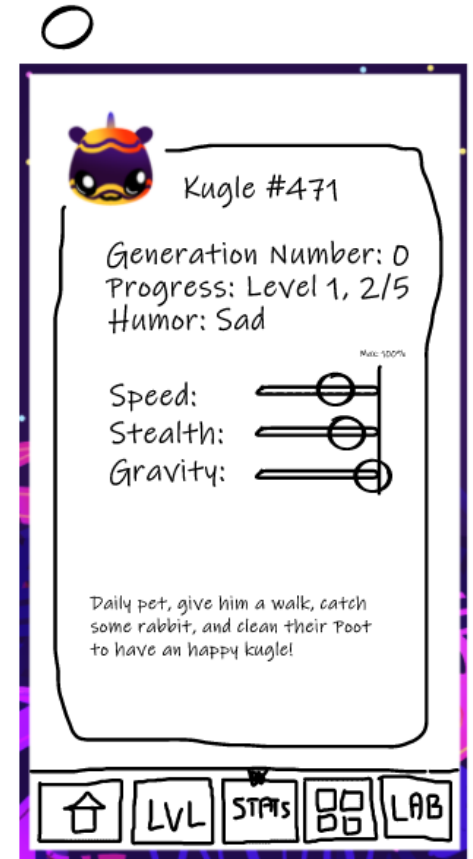 Kugle #471
Generation Number: 0
Progress: Level 1, 2/5
Humor: Sad
Max: 500%
Speed:
Stealth:
Gravity:
Daily pet, give him a walk, catch
some rabbit, and clean their Poot
to have an happy kugle!
LVL
STATS
LAB